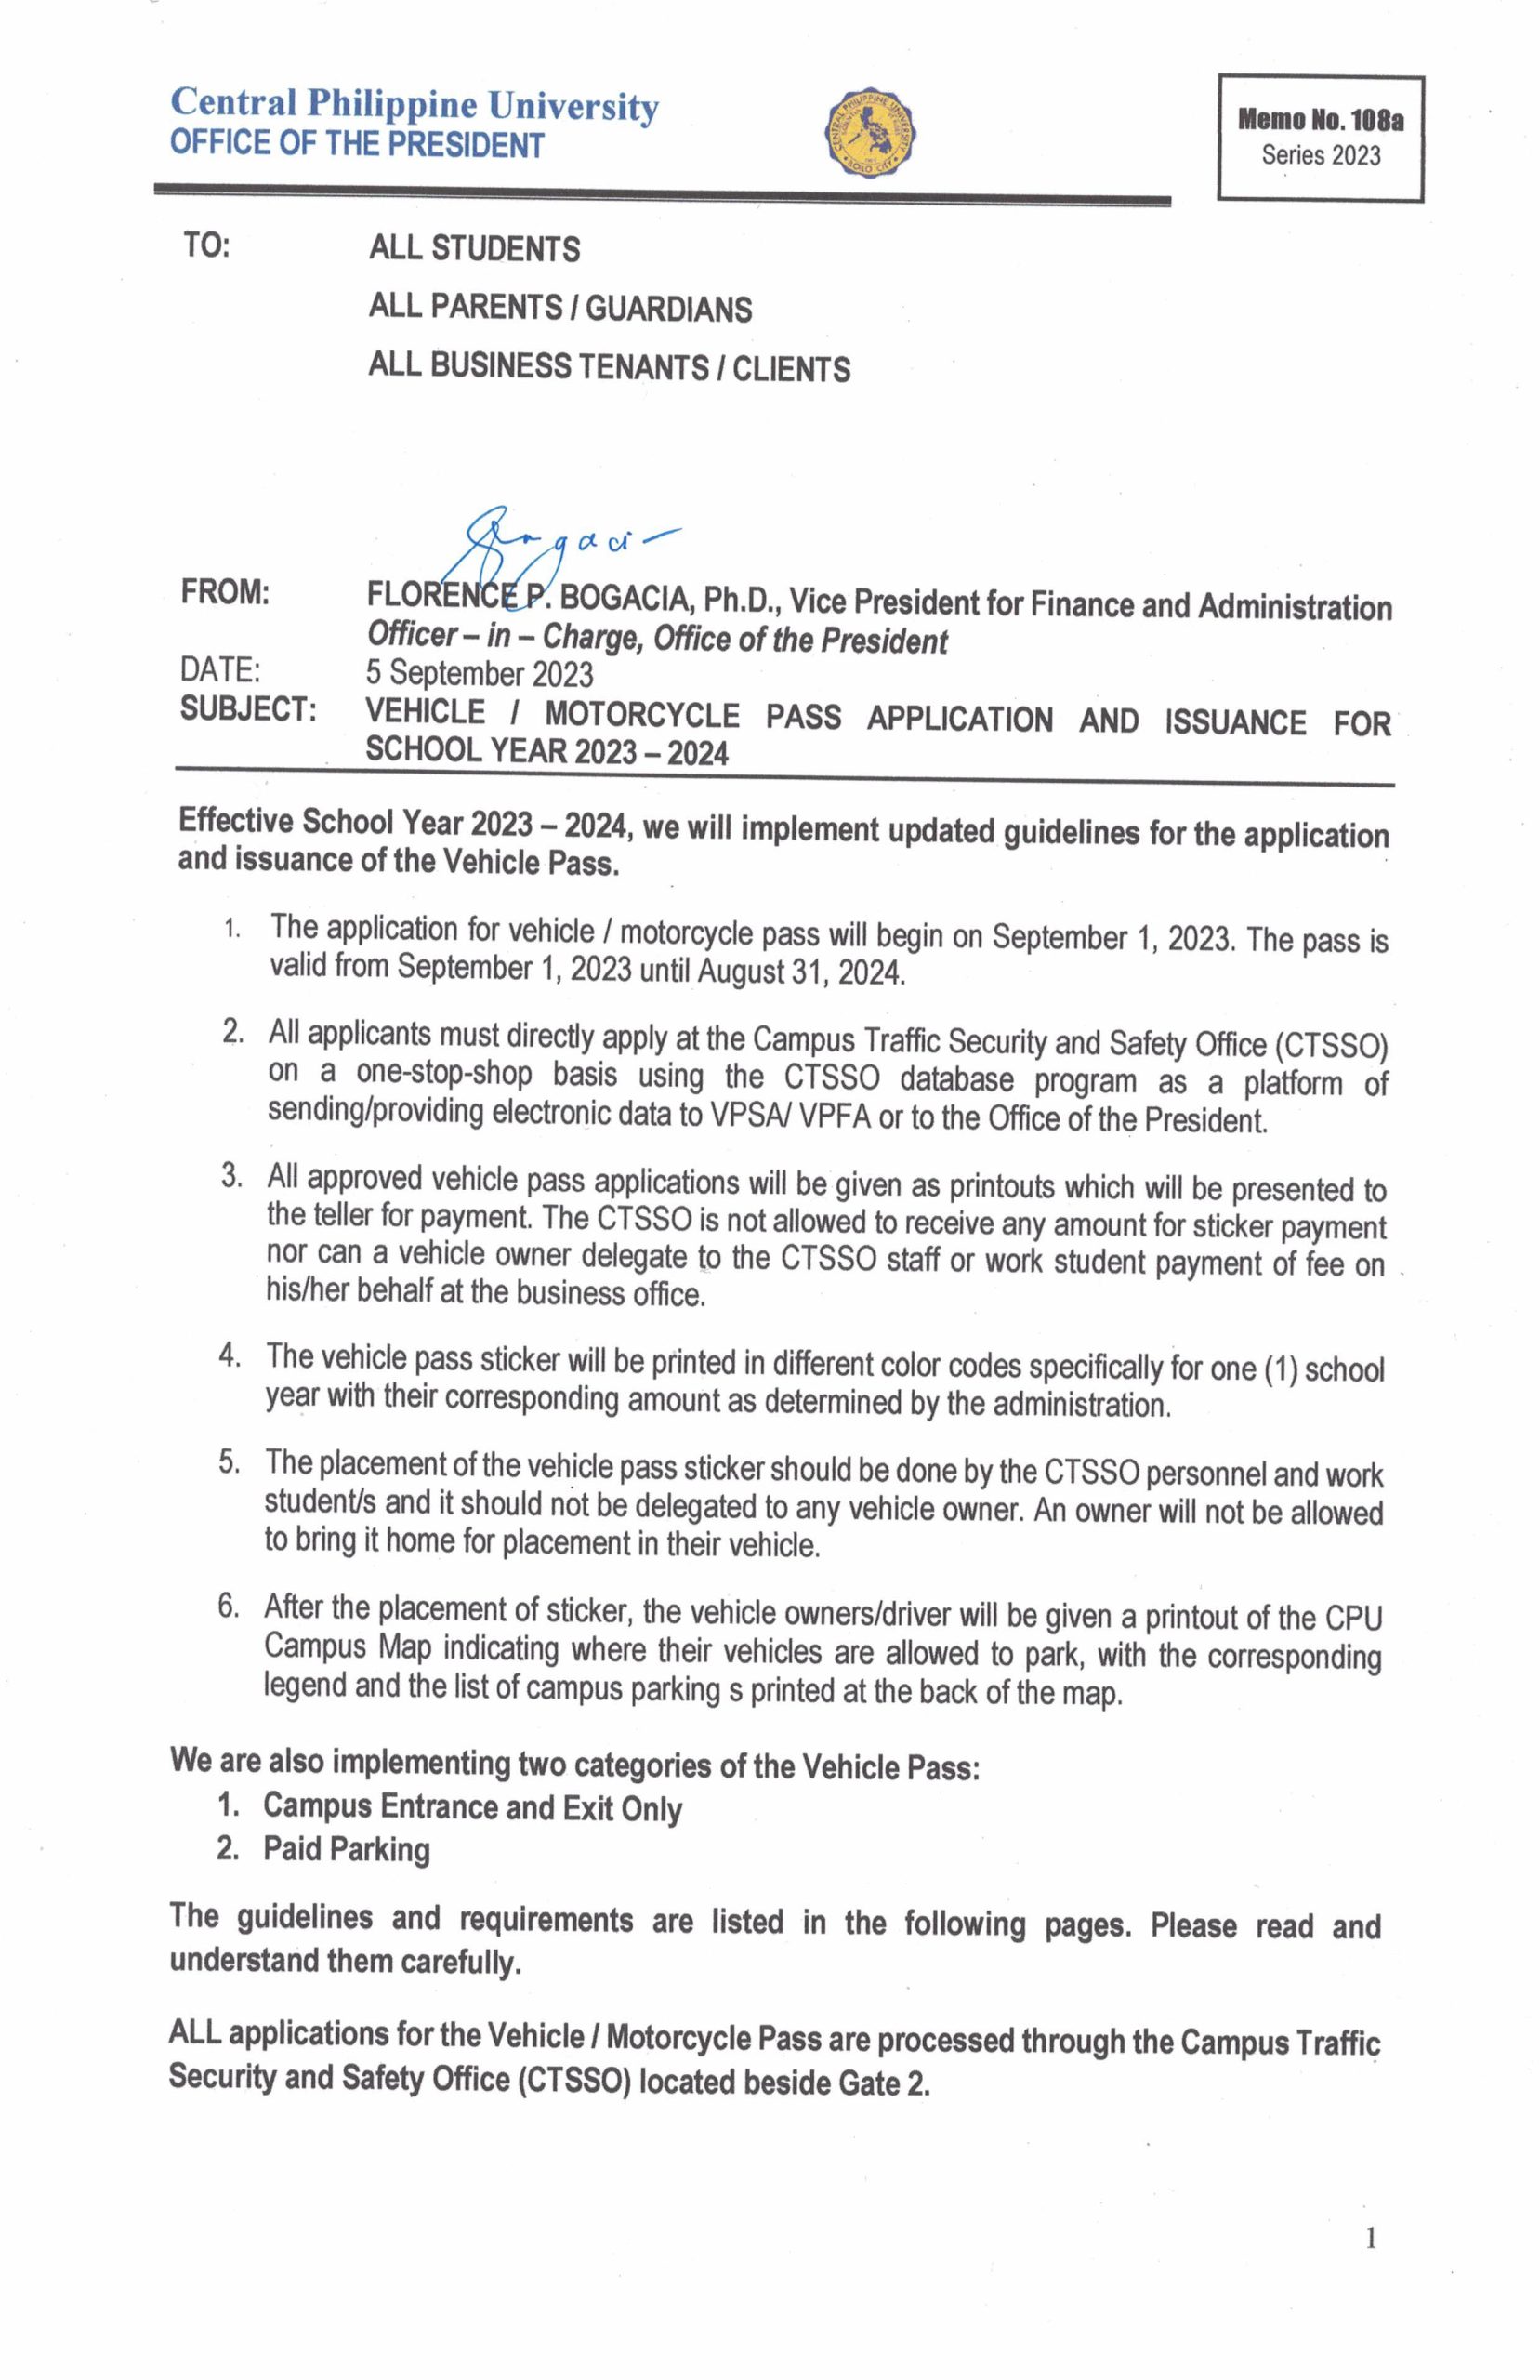 Central Philippine University
OFFICE OF THE PRESIDENT
CENTRAL PHILIPPINE UNIVERSITY
Memo No. 108a
Series 2023
TO: ALL STUDENTS
ALL PARENTS / GUARDIANS
ALL BUSINESS TENANTS / CLIENTS
FROM: FLORENCE P. BOGACIA, Ph.D., Vice President for Finance and Administration
Officer – in – Charge, Office of the President
DATE: 5 September 2023
SUBJECT: VEHICLE / MOTORCYCLE PASS APPLICATION AND ISSUANCE FOR
SCHOOL YEAR 2023 – 2024
Effective School Year 2023 – 2024, we will implement updated guidelines for the application
and issuance of the Vehicle Pass.
1. The application for vehicle / motorcycle pass will begin on September 1, 2023. The pass is
valid from September 1, 2023 until August 31, 2024.
2. All applicants must directly apply at the Campus Traffic Security and Safety Office (CTSSO)
on a one-stop-shop basis using the CTSSO database program as a platform of
sending/providing electronic data to VPSA/ VPFA or to the Office of the President.
3. All approved vehicle pass applications will be given as printouts which will be presented to
the teller for payment. The CTSSO is not allowed to receive any amount for sticker payment
nor can a vehicle owner delegate to the CTSSO staff or work student payment of fee on
his/her behalf at the business office.
4. The vehicle pass sticker will be printed in different color codes specifically for one (1) school
year with their corresponding amount as determined by the administration.
5. The placement of the vehicle pass sticker should be done by the CTSSO personnel and work
student/s and it should not be delegated to any vehicle owner. An owner will not be allowed
to bring it home for placement in their vehicle.
6. After the placement of sticker, the vehicle owners/driver will be given a printout of the CPU
Campus Map indicating where their vehicles are allowed to park, with the corresponding
legend and the list of campus parking s printed at the back of the map.
We are also implementing two categories of the Vehicle Pass:
1. Campus Entrance and Exit Only
2. Paid Parking
The guidelines and requirements are listed in the following pages. Please read and
understand them carefully.
ALL applications for the Vehicle / Motorcycle Pass are processed through the Campus Traffic
Security and Safety Office (CTSSO) located beside Gate 2.
1